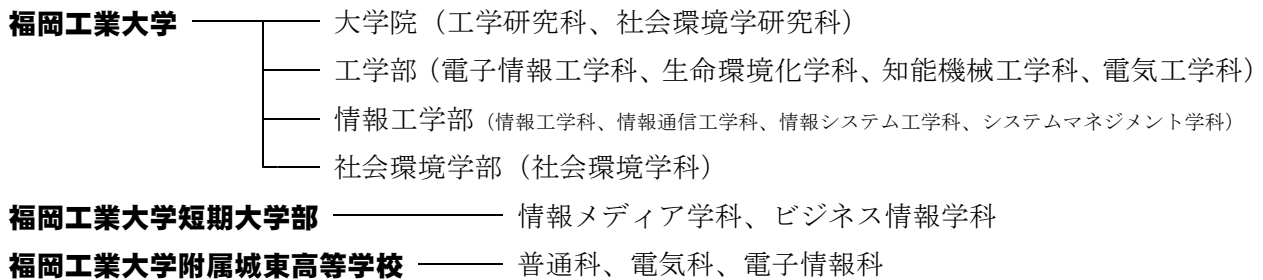 福岡工業大学 大学院（工学研究科、社会環境学研究科）
工学部（電子情報工学科、生命環境化学科、知能機械工学科、電気工学科）
情報工学部（情報工学科、情報通信工学科、情報システム工学科、システムマネジメント学科）
社会環境学部（社会環境学科）
福岡工業大学短期大学部 情報メディア学科、ビジネス情報学科
福岡工業大学附属城東高等学校 普通科、電気科、電子情報科